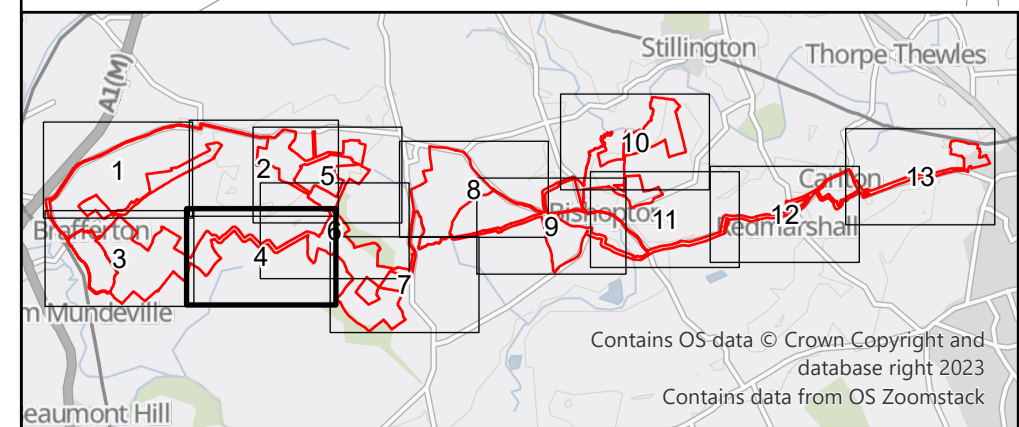 Stillington
Thorpe Thewles
A1(M)
10
1
2
5
Carlton
13
8
Bishopton
11
12
Redmarshall
9
Brafferton
6
3
4
7
m Mundeville
Contains OS data © Crown Copyright and
database right 2023
Contains data from OS Zoomstack
eaumont Hill